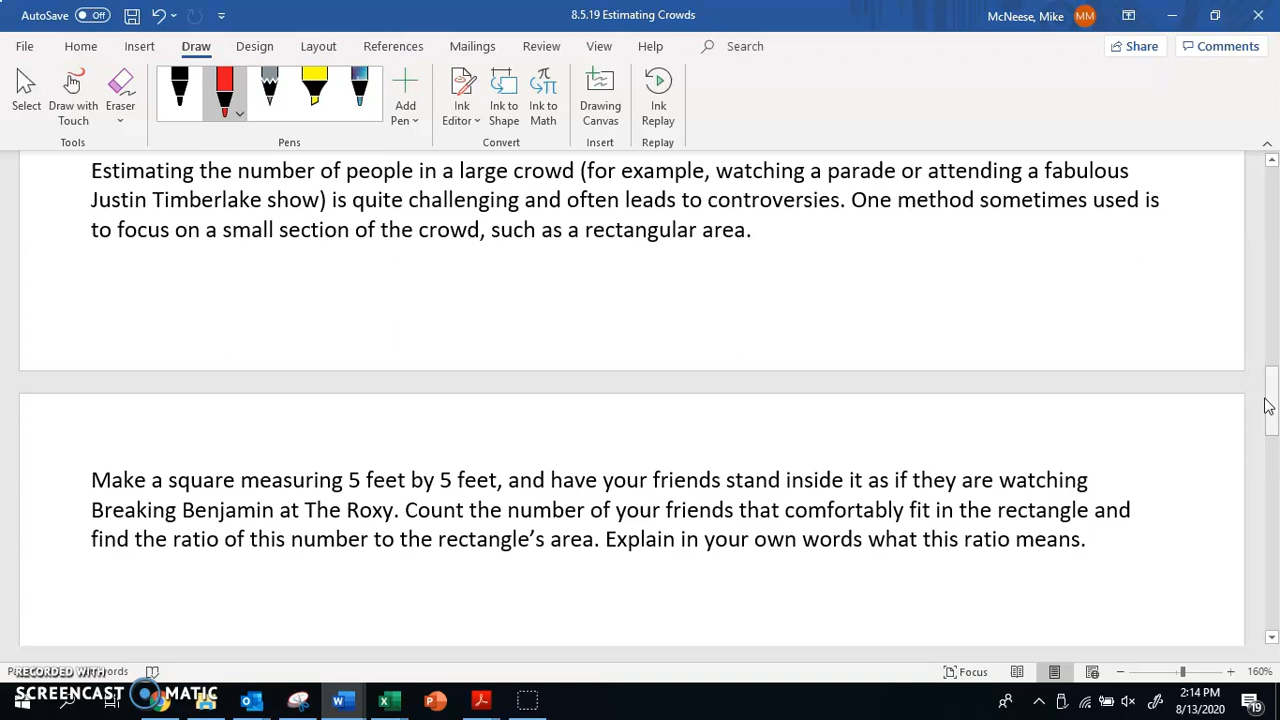 AutoSave Off 8.5.19 Estimating Crowds McNeese, Mike MM
File Home Insert Draw Design Layout References Mailings Review View Help Search Share Comments
Select Draw with Touch Eraser Add Pen Ink Editor Ink to Shape Ink to Math Drawing Canvas Ink Replay
Tools Pens Convert Insert Replay
Estimating the number of people in a large crowd (for example, watching a parade or attending a fabulous
Justin Timberlake show) is quite challenging and often leads to controversies. One method sometimes used is
to focus on a small section of the crowd, such as a rectangular area.
Make a square measuring 5 feet by 5 feet, and have your friends stand inside it as if they are watching
Breaking Benjamin at The Roxy. Count the number of your friends that comfortably fit in the rectangle and
find the ratio of this number to the rectangle’s area. Explain in your own words what this ratio means.
RECORDED WITH words Focus 160%
SCREENCAST MATIC 2:14 PM
8/13/2020 19